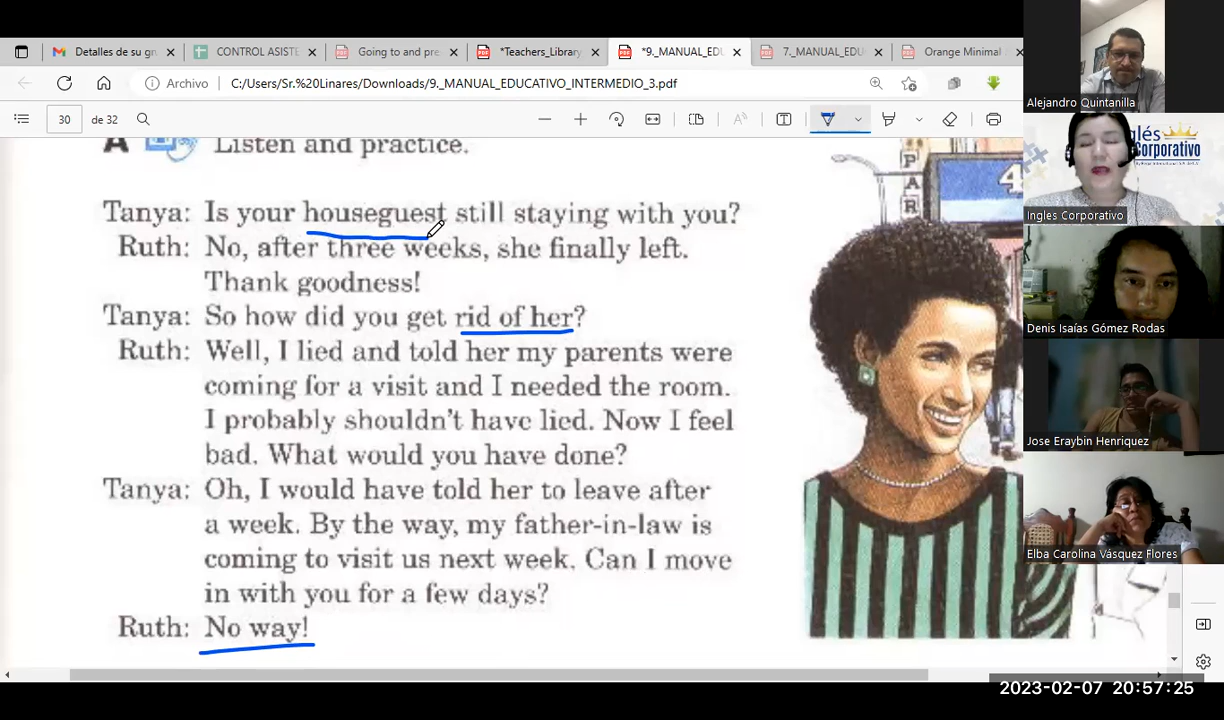 Detalles de su gr
CONTROL ASISTE
Going to and pre
*Teachers_Library
*9._MANUAL_EDU
7._MANUAL_EDU
Orange Minimal
Archivo
C:/Users/Sr.%20Linares/Downloads/9._MANUAL_EDUCATIVO_INTERMEDIO_3.pdf
30 de 32
A Listen and practice.
Tanya: Is your houseguest still staying with you?
Ruth: No, after three weeks, she finally left.
Thank goodness!
Tanya: So how did you get rid of her?
Ruth: Well, I lied and told her my parents were
coming for a visit and I needed the room.
I probably shouldn't have lied. Now I feel
bad. What would you have done?
Tanya: Oh, I would have told her to leave after
a week. By the way, my father-in-law is
coming to visit us next week. Can I move
in with you for a few days?
Ruth: No way!
PAR
4
Alejandro Quintanilla
nglés
Corporativo
Ingles Corporativo
Denis Isaías Gómez Rodas
Jose Eraybin Henriquez
Elba Carolina Vásquez Flores
2023-02-07 20:57:25